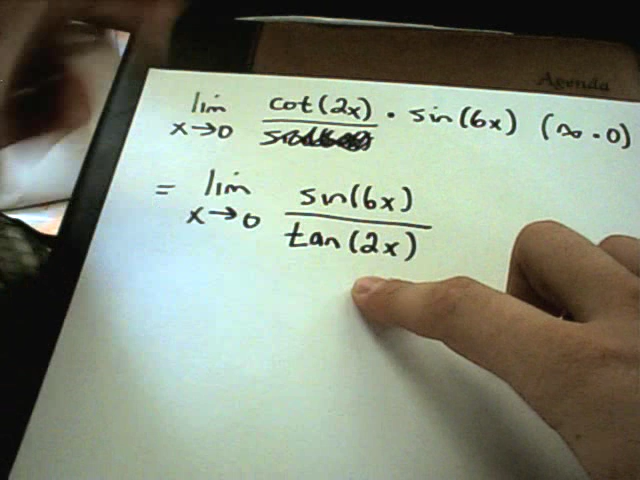 Agenda
lim x→0 cot(2x) · sin(6x) (∞ · 0)
= lim x→0 sin(6x) / tan(2x)